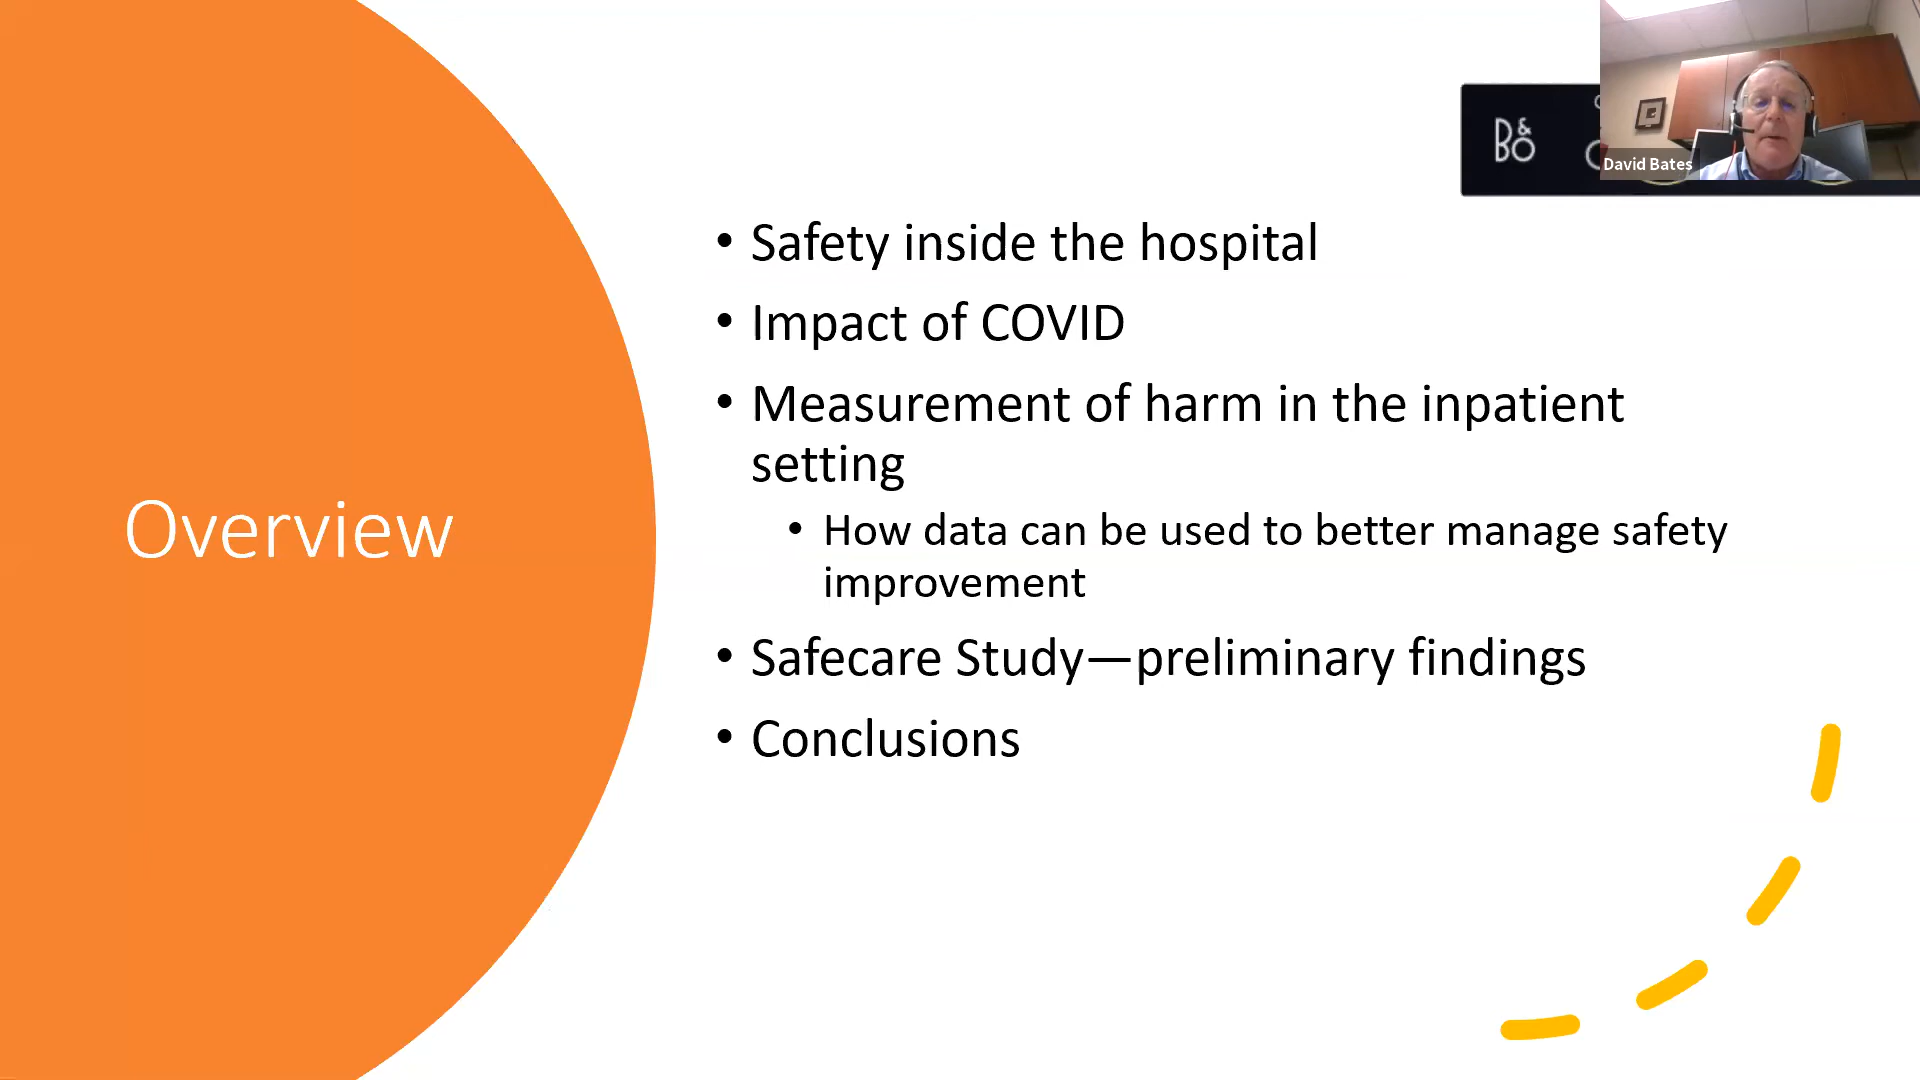 B&O
David Bates
Overview
• Safety inside the hospital
• Impact of COVID
• Measurement of harm in the inpatient
setting
• How data can be used to better manage safety
improvement
• Safecare Study—preliminary findings
• Conclusions